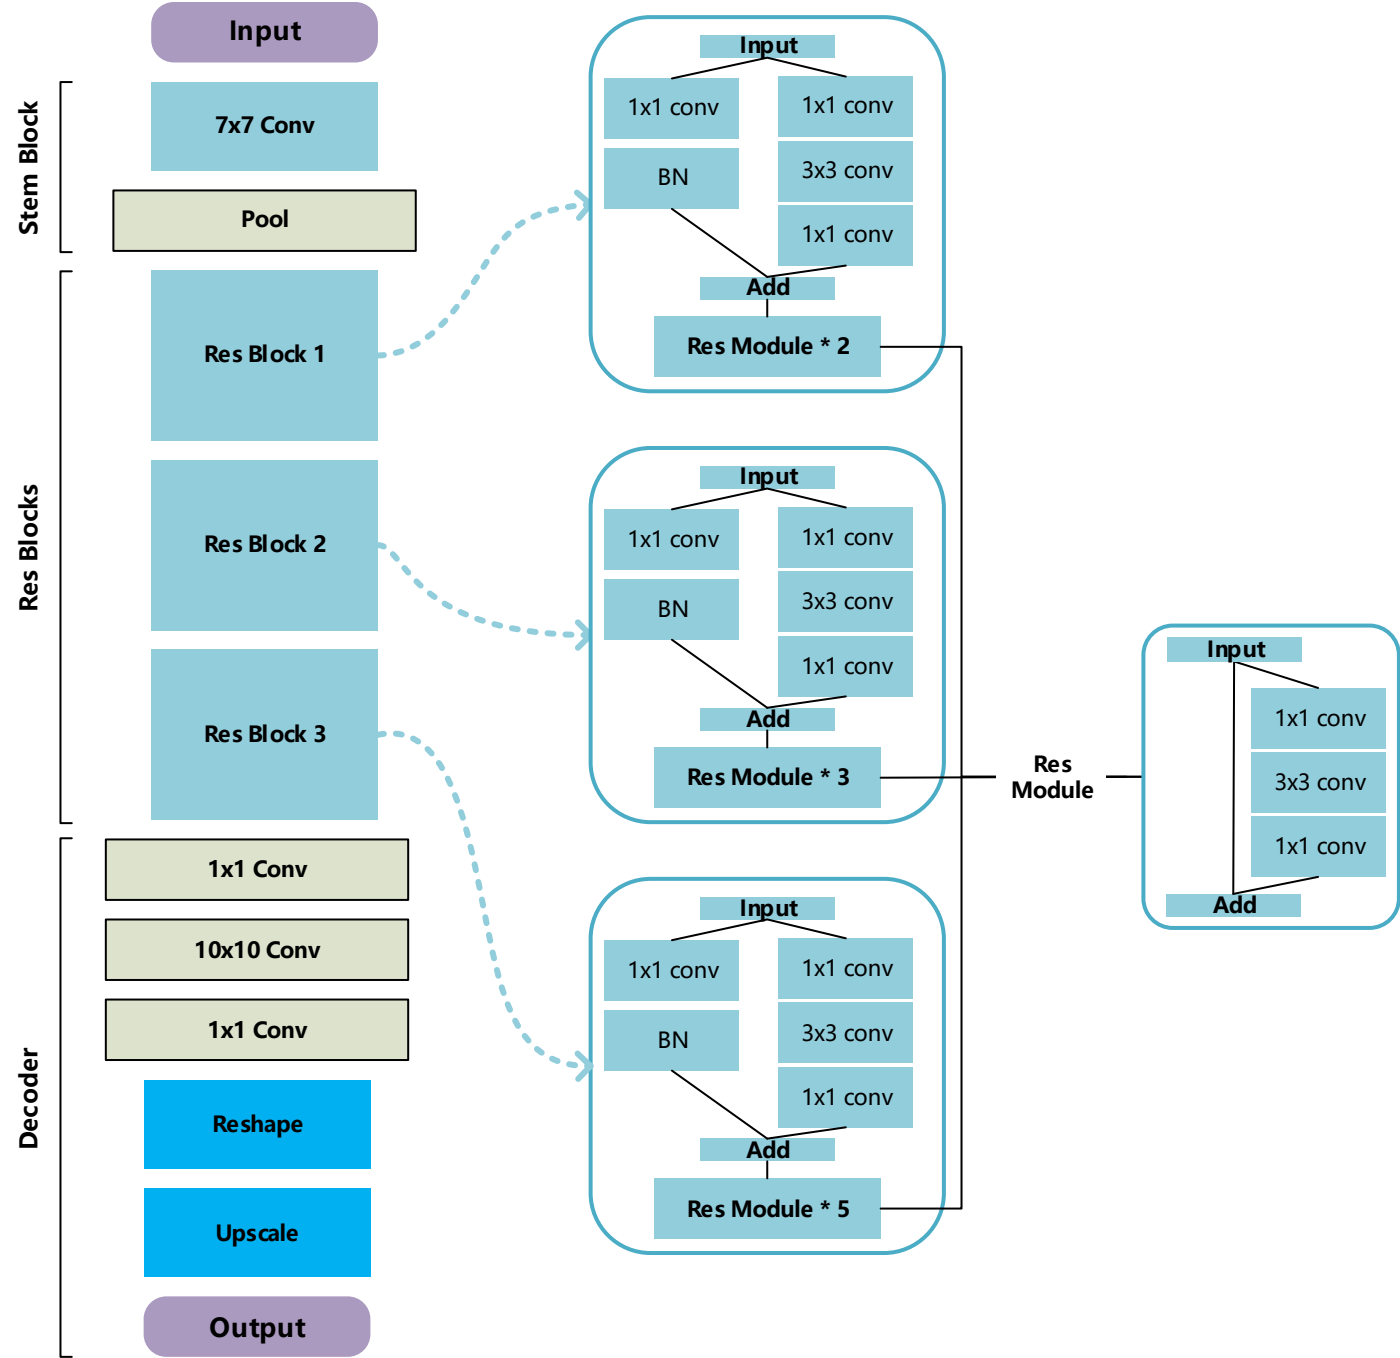 Input
Stem Block
7x7 Conv
Pool
Res Blocks
Res Block 1
Res Block 2
Res Block 3
Decoder
1x1 Conv
10x10 Conv
1x1 Conv
Reshape
Upscale
Output
Input
1x1 conv
BN
1x1 conv
3x3 conv
1x1 conv
Add
Res Module * 2
Input
1x1 conv
BN
1x1 conv
3x3 conv
1x1 conv
Add
Res Module * 3
Input
1x1 conv
BN
1x1 conv
3x3 conv
1x1 conv
Add
Res Module * 5
Res
Module
Input
1x1 conv
3x3 conv
1x1 conv
Add